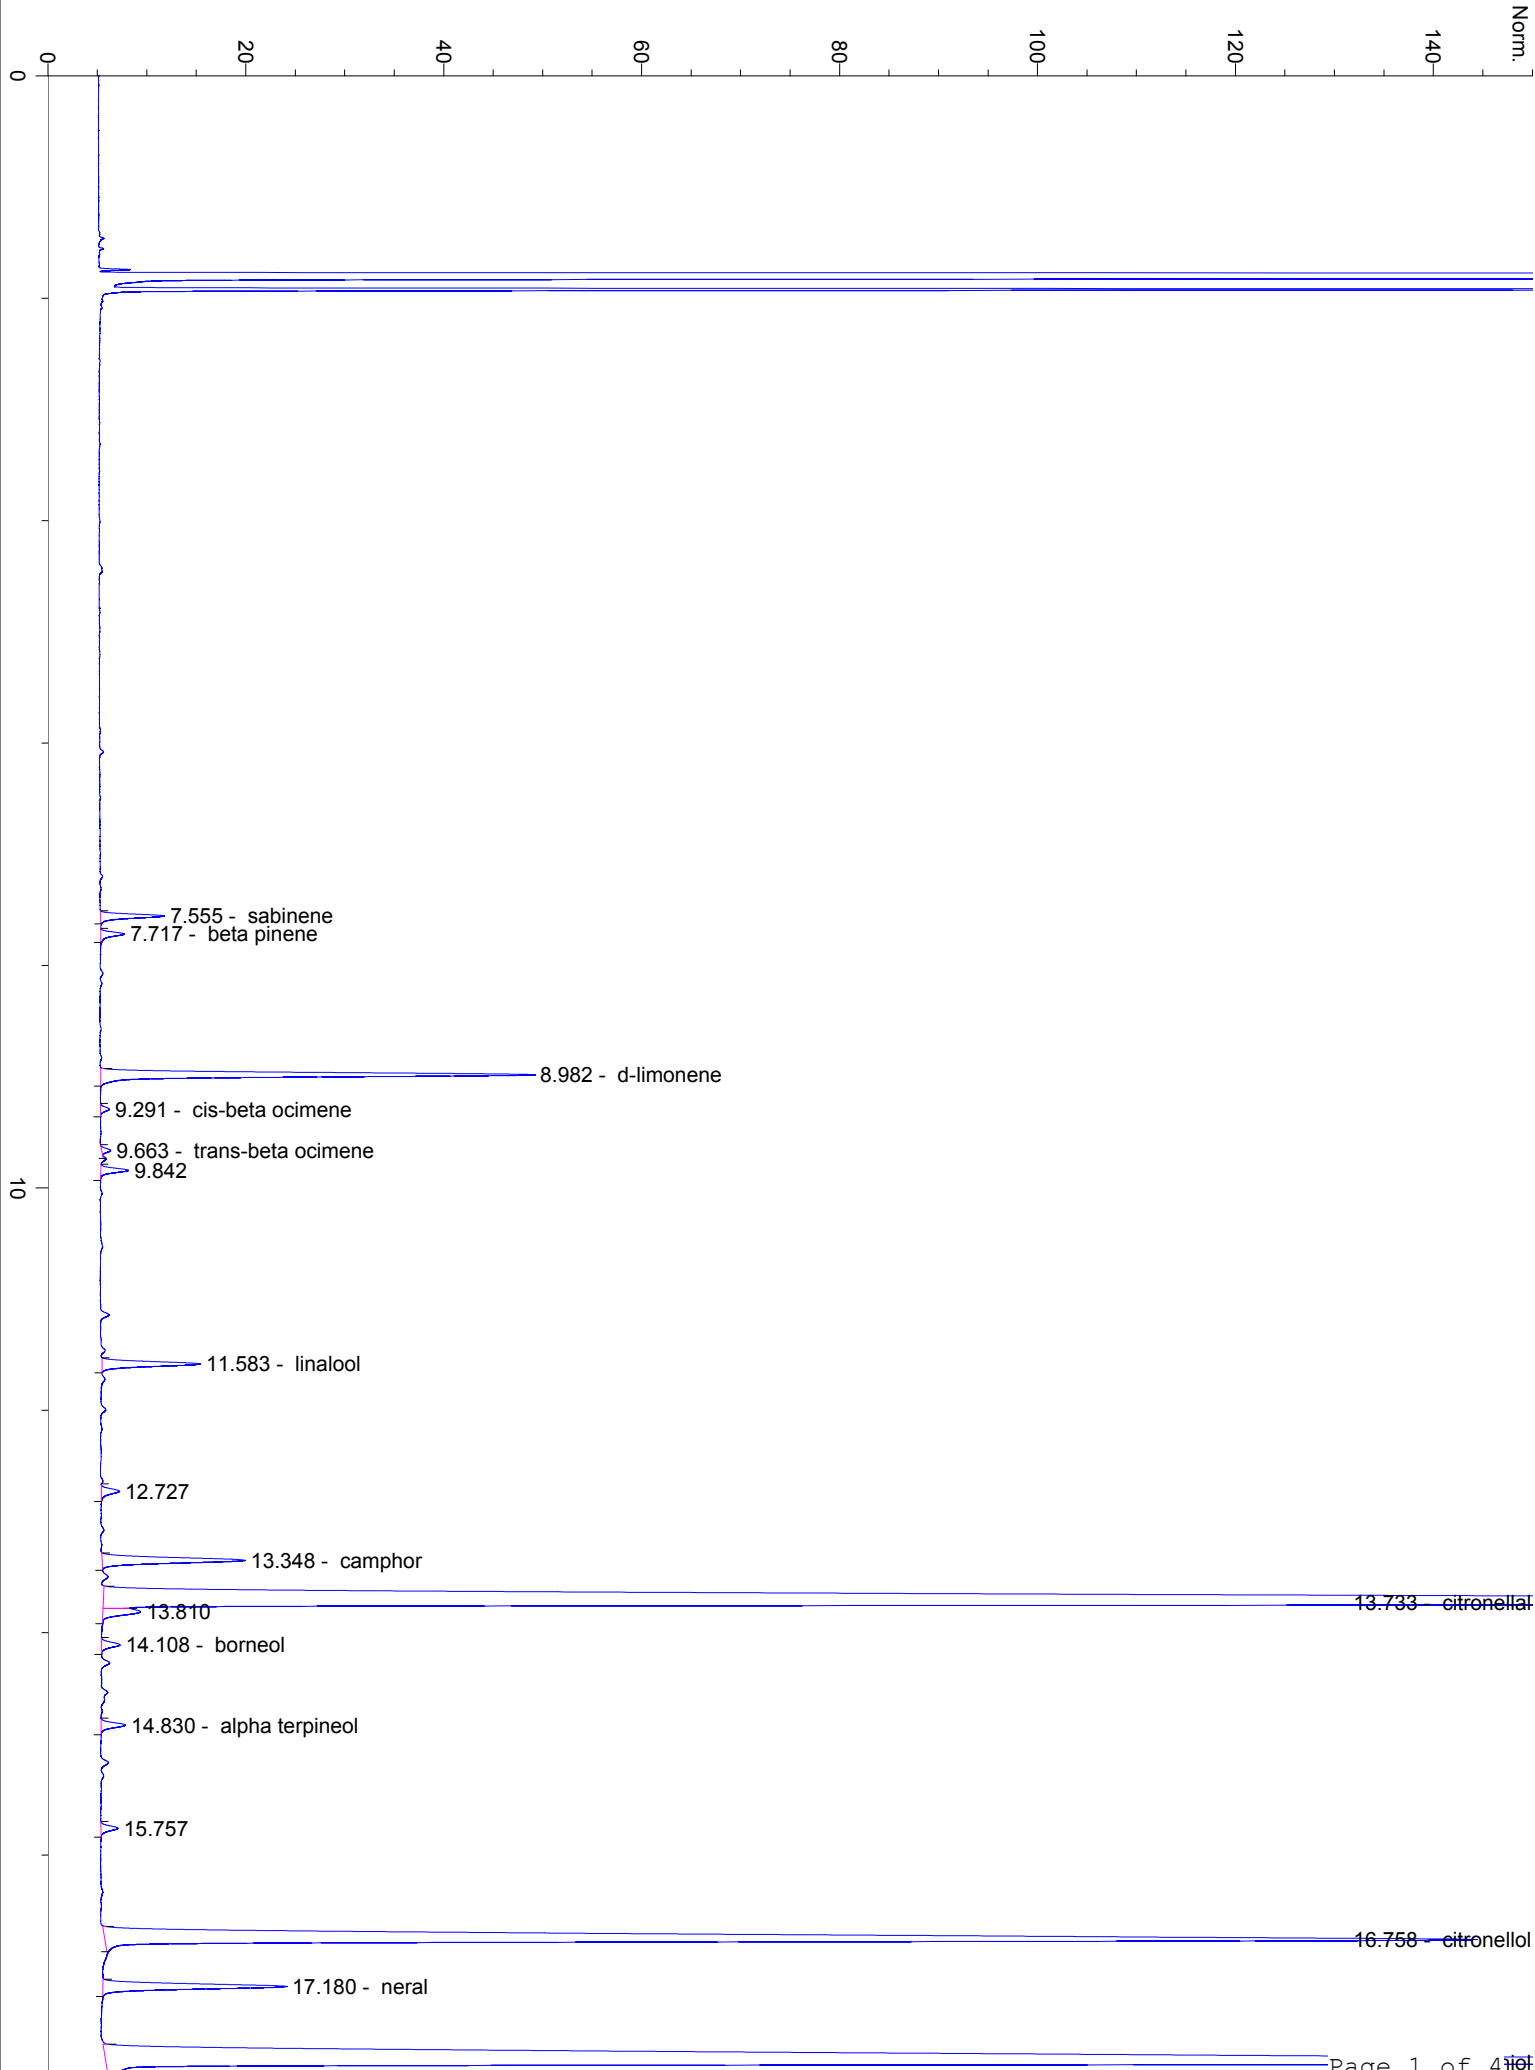 Norm.
0
20
40
60
80
100
120
140
0
7.555 - sabinene
7.717 - beta pinene
8.982 - d-limonene
9.291 - cis-beta ocimene
9.663 - trans-beta ocimene
9.842
10
11.583 - linalool
12.727
13.348 - camphor
13.733 - citronellal
13.810
14.108 - borneol
14.830 - alpha terpineol
15.757
16.758 - citronellol
17.180 - neral
Page 1 of 4